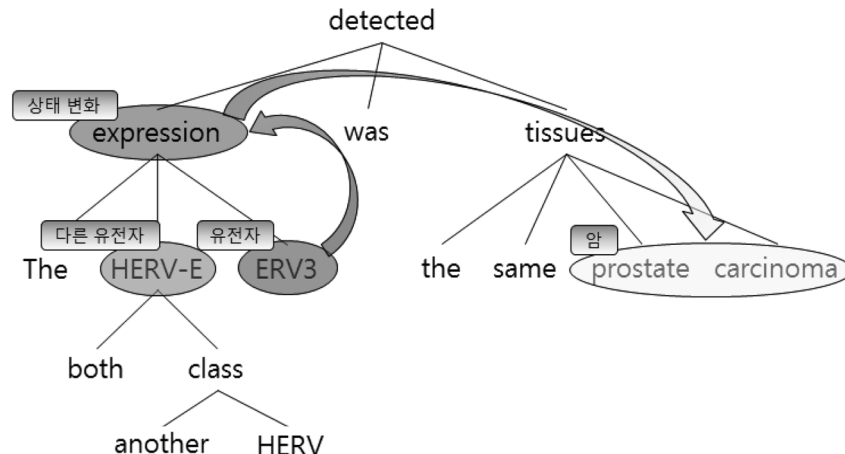 detected
상태 변화
expression was tissues
다른 유전자 유전자 암
The HERV-E ERV3 the same prostate carcinoma
both class
another HERV